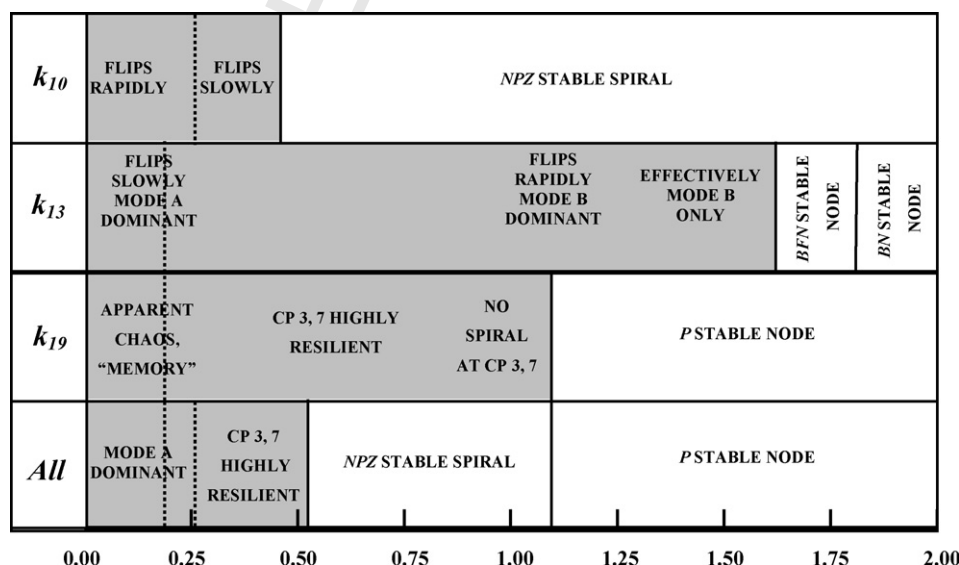 k10
FLIPS
RAPIDLY
FLIPS
SLOWLY
NPZ STABLE SPIRAL
k13
FLIPS
SLOWLY
MODE A
DOMINANT
FLIPS
RAPIDLY
MODE B
DOMINANT
EFFECTIVELY
MODE B
ONLY
BFN STABLE
NODE
BN STABLE
NODE
k19
APPARENT
CHAOS,
“MEMORY”
CP 3, 7 HIGHLY
RESILIENT
NO
SPIRAL
AT CP 3, 7
P STABLE NODE
All
MODE A
DOMINANT
CP 3, 7
HIGHLY
RESILIENT
NPZ STABLE SPIRAL
P STABLE NODE
0.00 0.25 0.50 0.75 1.00 1.25 1.50 1.75 2.00